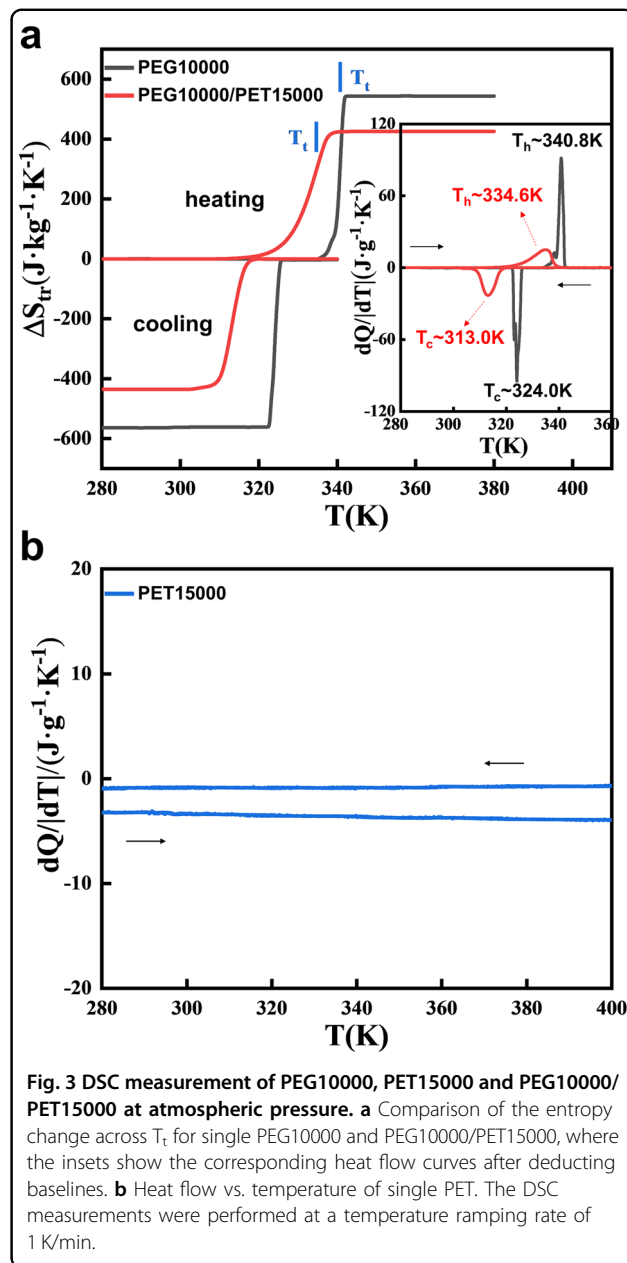 a
600
400
200
0
-200
-400
-600
ΔS_tr(J·kg⁻¹·K⁻¹)
PEG10000
PEG10000/PET15000
T_t
T_t
heating
cooling
280 300 320 340 360 380 400
T(K)
120
60
0
-60
-120
dQ/|dT|(J·g⁻¹·K⁻¹)
T_h~340.8K
T_h~334.6K
T_c~313.0K
T_c~324.0K
280 300 320 340 360
T(K)
b
20
10
0
-10
-20
dQ/|dT|/(J·g⁻¹·K⁻¹)
PET15000
280 300 320 340 360 380 400
T(K)
Fig. 3 DSC measurement of PEG10000, PET15000 and PEG10000/
PET15000 at atmospheric pressure. a Comparison of the entropy
change across T_t for single PEG10000 and PEG10000/PET15000, where
the insets show the corresponding heat flow curves after deducting
baselines. b Heat flow vs. temperature of single PET. The DSC
measurements were performed at a temperature ramping rate of
1 K/min.